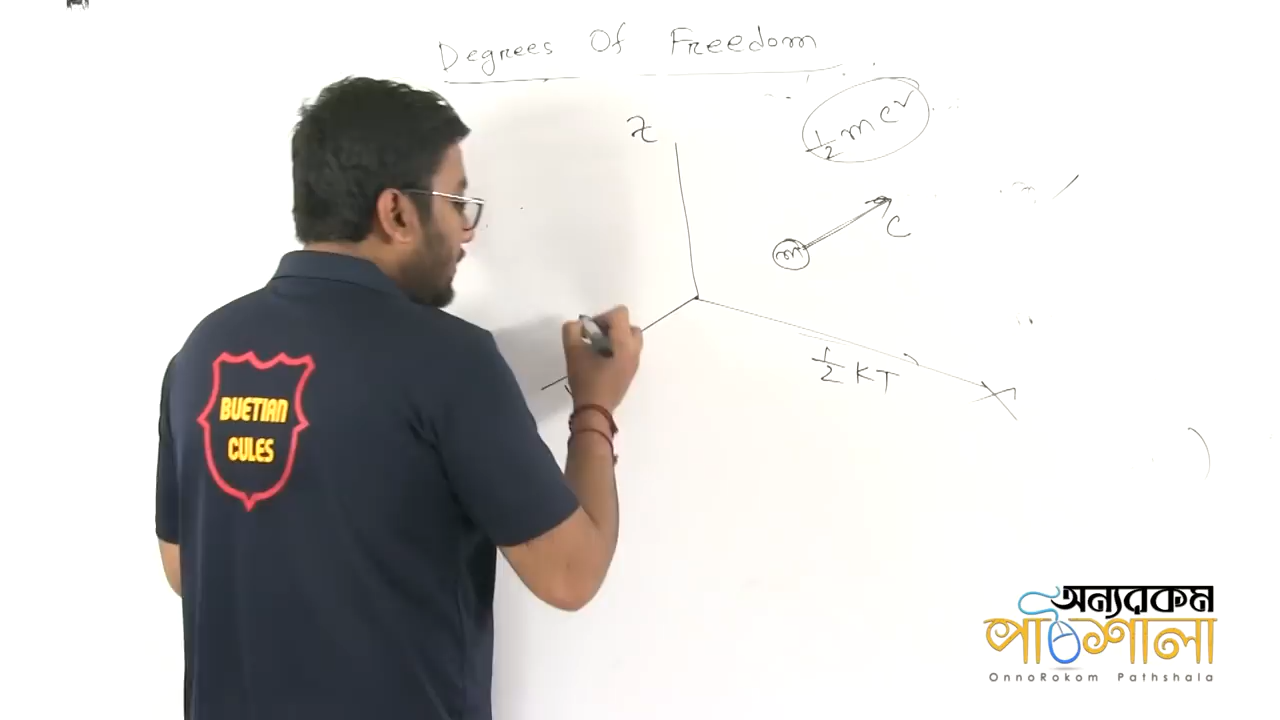 Degrees Of Freedom
½mc²
Z
m
C
½KT
X
BUETIAN
CULES
অন্যরকম
পাঠশালা
OnnoRokom Pathshala